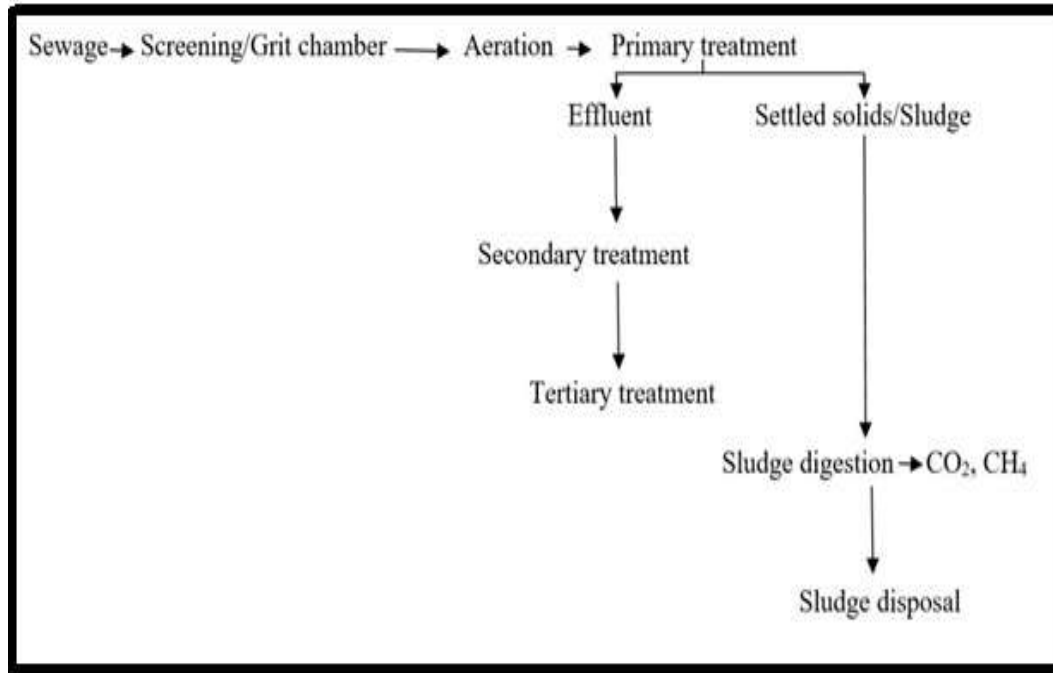 Sewage → Screening/Grit chamber → Aeration → Primary treatment
Effluent Settled solids/Sludge
Secondary treatment
Tertiary treatment
Sludge digestion → CO₂, CH₄
Sludge disposal